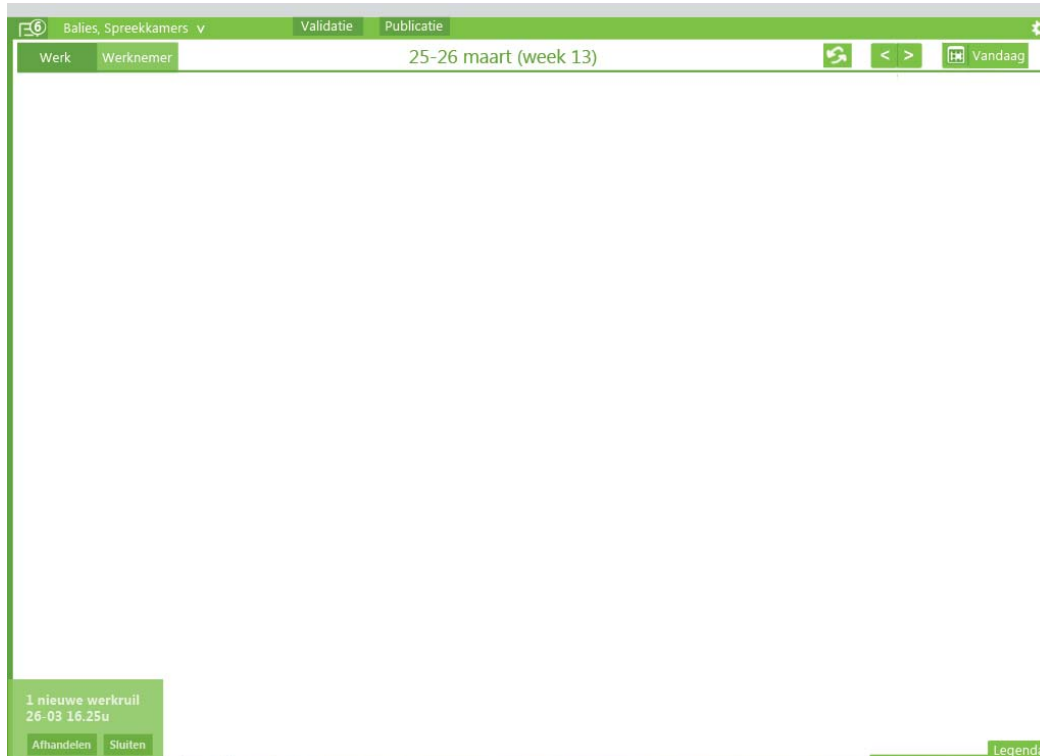 6 Balies, Spreekkamers v Validatie Publicatie
Werk Werknemer 25-26 maart (week 13) < > Vandaag
1 nieuwe werkruil
26-03 16.25u
Afhandelen Sluiten
Legenda